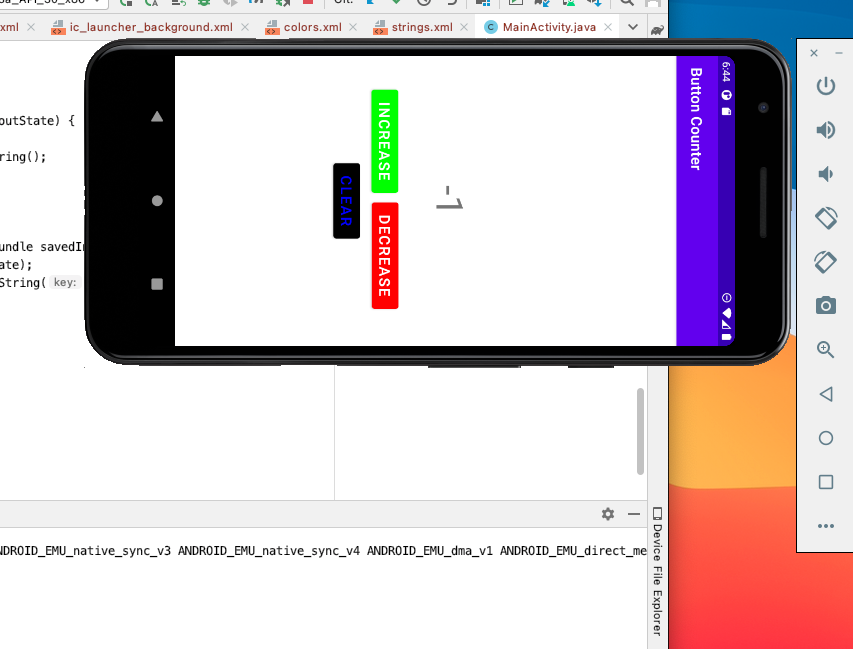 Git:
xml
ic_launcher_background.xml
colors.xml
strings.xml
MainActivity.java
outState) {
ring();
undle savedI
ate);
String( key:
6:44
Button Counter
-1
INCREASE
DECREASE
CLEAR
NDROID_EMU_native_sync_v3 ANDROID_EMU_native_sync_v4 ANDROID_EMU_dma_v1 ANDROID_EMU_direct_me
Device File Explorer